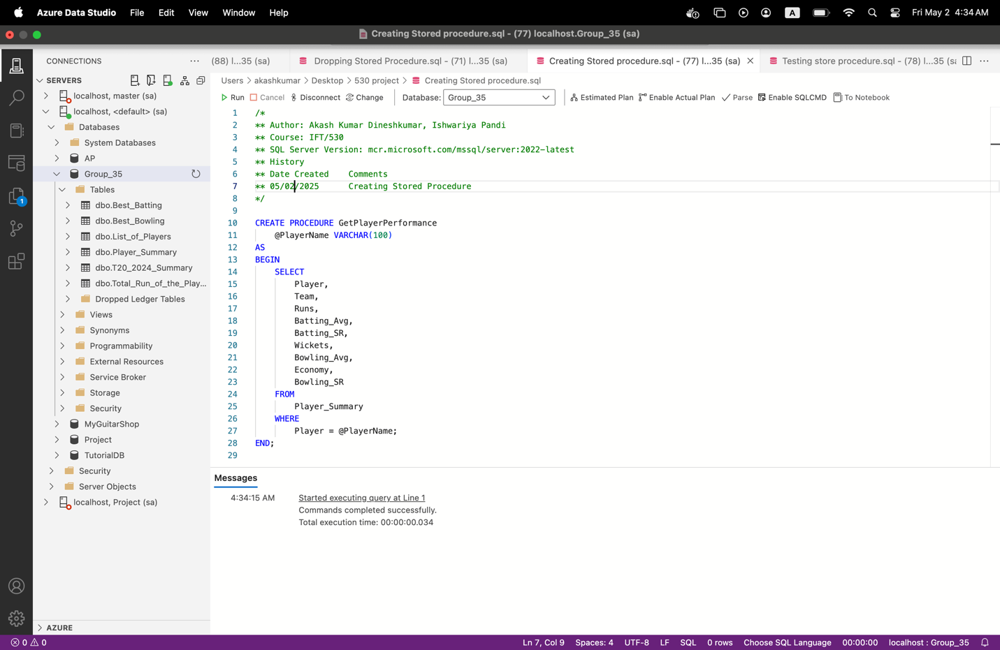 Azure Data Studio File Edit View Window Help A Fri May 2 4:34 AM
Creating Stored procedure.sql - (77) localhost.Group_35 (sa)
CONNECTIONS
SERVERS
localhost, master (sa)
localhost, <default> (sa)
Databases
System Databases
AP
Group_35
Tables
dbo.Best_Batting
dbo.Best_Bowling
dbo.List_of_Players
dbo.Player_Summary
dbo.T20_2024_Summary
dbo.Total_Run_of_the_Play...
Dropped Ledger Tables
Views
Synonyms
Programmability
External Resources
Service Broker
Storage
Security
MyGuitarShop
Project
TutorialDB
Security
Server Objects
localhost, Project (sa)
AZURE
1
(88) l...35 (sa) Dropping Stored Procedure.sql - (71) l...35 (sa) Creating Stored procedure.sql - (77) l...35 (sa) Testing store procedure.sql - (78) l...35 (sa
Users > akashkumar > Desktop > 530 project > Creating Stored procedure.sql
Run Cancel Disconnect Change Database: Group_35 Estimated Plan Enable Actual Plan Parse Enable SQLCMD To Notebook
1 /*
2 ** Author: Akash Kumar Dineshkumar, Ishwariya Pandi
3 ** Course: IFT/530
4 ** SQL Server Version: mcr.microsoft.com/mssql/server:2022-latest
5 ** History
6 ** Date Created Comments
7 ** 05/02/2025 Creating Stored Procedure
8 */
9
10 CREATE PROCEDURE GetPlayerPerformance
11 @PlayerName VARCHAR(100)
12 AS
13 BEGIN
14 SELECT
15 Player,
16 Team,
17 Runs,
18 Batting_Avg,
19 Batting_SR,
20 Wickets,
21 Bowling_Avg,
22 Economy,
23 Bowling_SR
24 FROM
25 Player_Summary
26 WHERE
27 Player = @PlayerName;
28 END;
29
Messages
4:34:15 AM Started executing query at Line 1
Commands completed successfully.
Total execution time: 00:00:00.034
0 0 Ln 7, Col 9 Spaces: 4 UTF-8 LF SQL 0 rows Choose SQL Language 00:00:00 localhost : Group_35